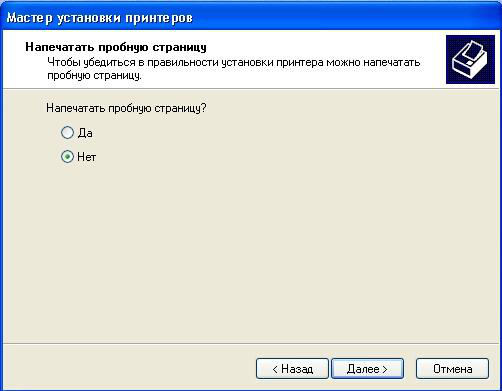 Мастер установки принтеров
Напечатать пробную страницу
Чтобы убедиться в правильности установки принтера можно напечатать
пробную страницу.
Напечатать пробную страницу?
Да
Нет
< Назад
Далее >
Отмена